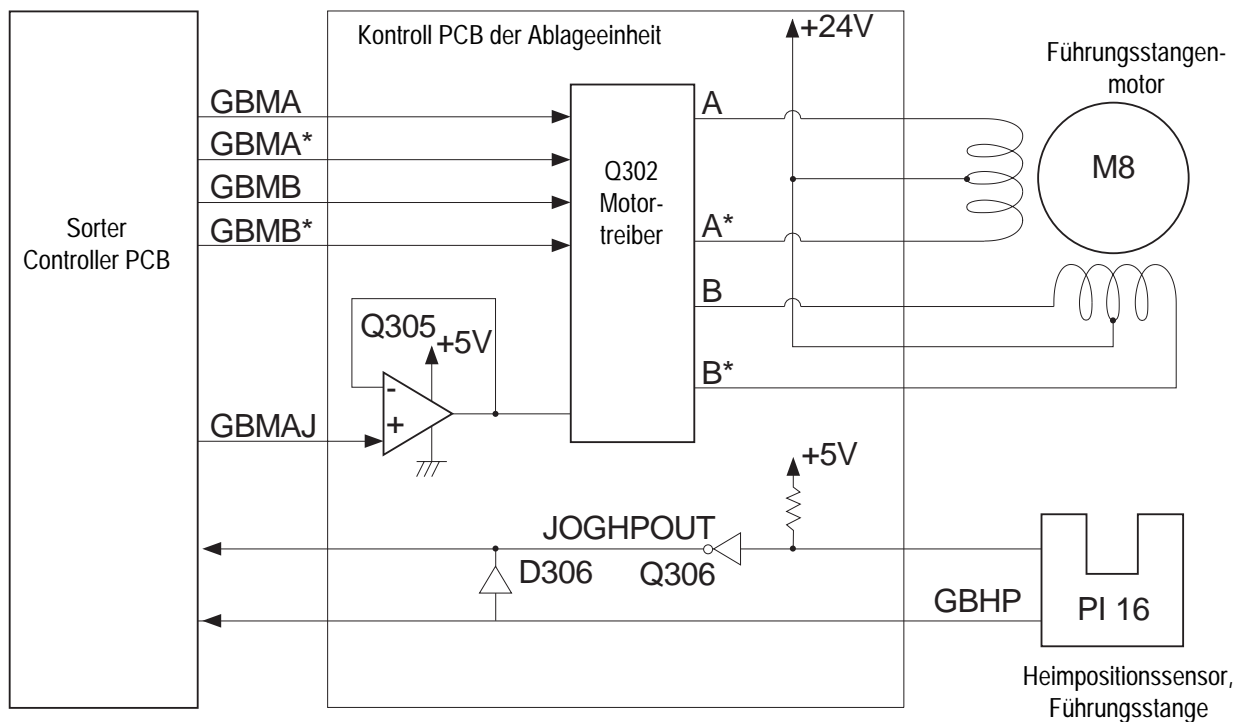 Kontroll PCB der Ablageeinheit
+24V
Führungsstangen-
motor
M8
GBMA
GBMA*
GBMB
GBMB*
Sorter
Controller PCB
Q302
Motor-
treiber
A
A*
B
B*
Q305
+5V
-
+
GBMAJ
+5V
JOGHPOUT
D306
Q306
GBHP
PI 16
Heimpositionssensor,
Führungsstange